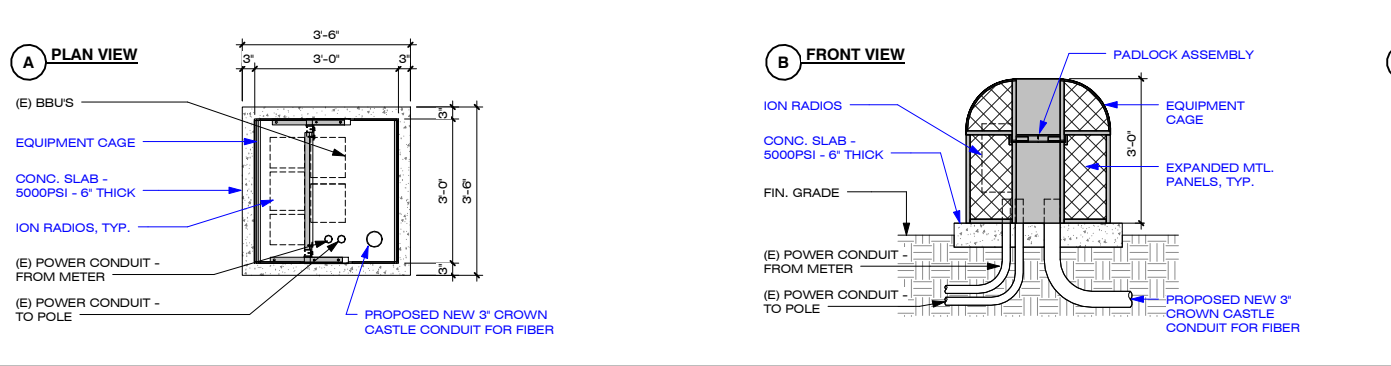 A PLAN VIEW
3'-6"
3" 3'-0" 3"
(E) BBU'S
EQUIPMENT CAGE
CONC. SLAB -
5000PSI - 6" THICK
ION RADIOS, TYP.
(E) POWER CONDUIT -
FROM METER
(E) POWER CONDUIT -
TO POLE
3"
3'-0"
3'-6"
3"
PROPOSED NEW 3" CROWN
CASTLE CONDUIT FOR FIBER
B FRONT VIEW
PADLOCK ASSEMBLY
ION RADIOS
CONC. SLAB -
5000PSI - 6" THICK
FIN. GRADE
(E) POWER CONDUIT -
FROM METER
(E) POWER CONDUIT -
TO POLE
EQUIPMENT
CAGE
3'-0"
EXPANDED MTL.
PANELS, TYP.
PROPOSED NEW 3"
CROWN CASTLE
CONDUIT FOR FIBER